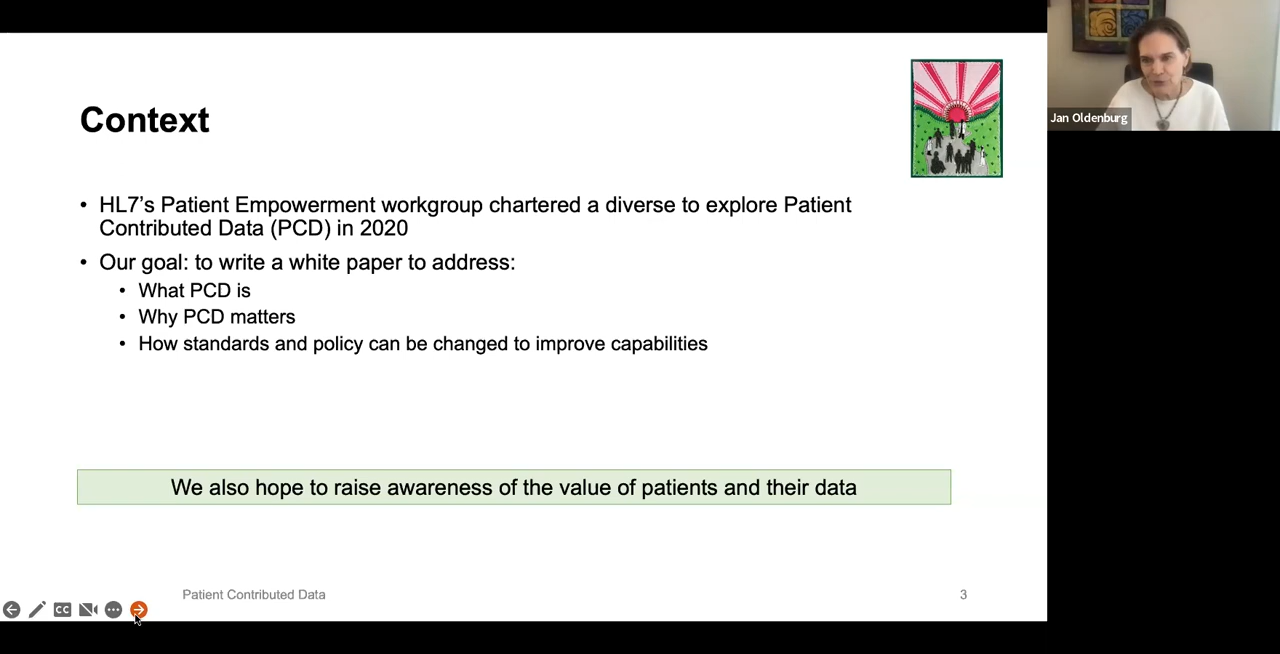 Context
• HL7’s Patient Empowerment workgroup chartered a diverse to explore Patient
Contributed Data (PCD) in 2020
• Our goal: to write a white paper to address:
• What PCD is
• Why PCD matters
• How standards and policy can be changed to improve capabilities
We also hope to raise awareness of the value of patients and their data
Patient Contributed Data
3
CC
Jan Oldenburg